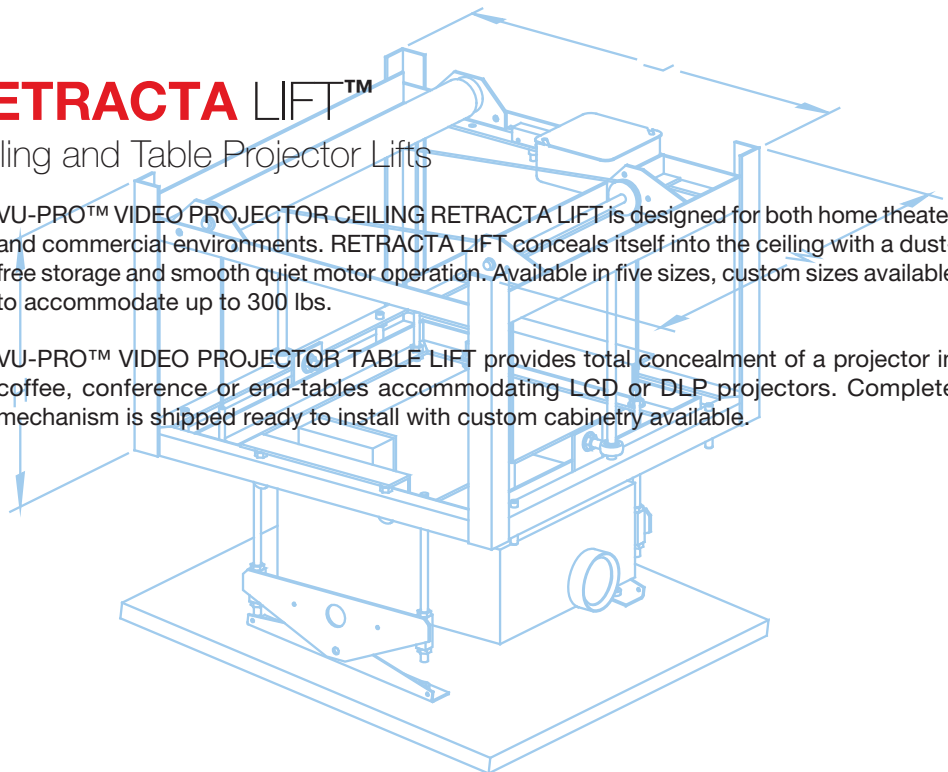 ETRACTA LIFT™
ling and Table Projector Lifts
VU-PRO™ VIDEO PROJECTOR CEILING RETRACTA LIFT is designed for both home theate
and commercial environments. RETRACTA LIFT conceals itself into the ceiling with a dust-
free storage and smooth quiet motor operation. Available in five sizes, custom sizes available
to accommodate up to 300 lbs.
VU-PRO™ VIDEO PROJECTOR TABLE LIFT provides total concealment of a projector in
coffee, conference or end-tables accommodating LCD or DLP projectors. Complete
mechanism is shipped ready to install with custom cabinetry available.